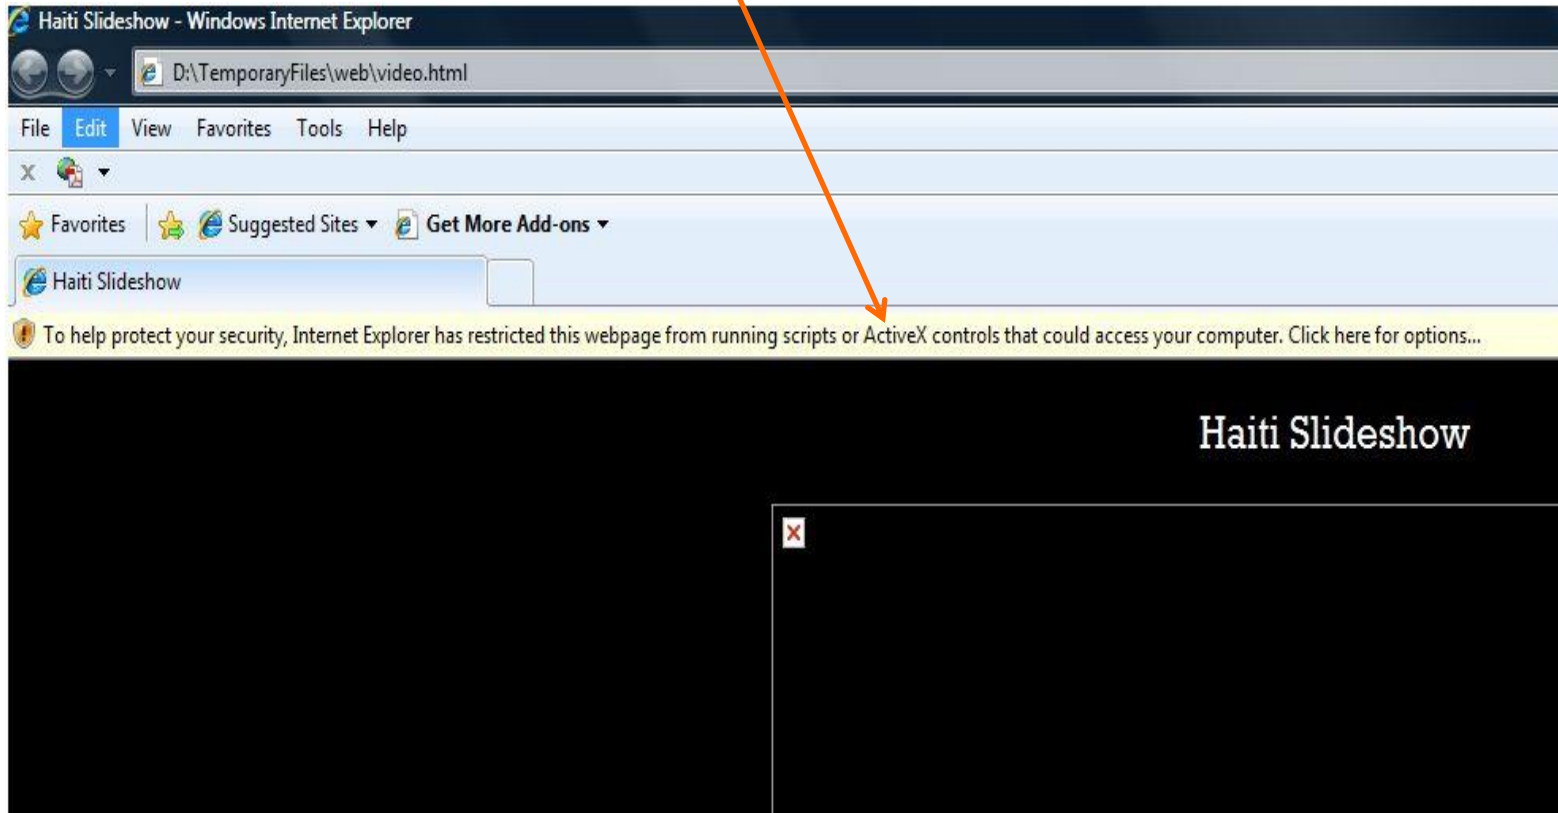 Haiti Slideshow - Windows Internet Explorer
D:\TemporaryFiles\web\video.html
File Edit View Favorites Tools Help
x
Favorites Suggested Sites Get More Add-ons
Haiti Slideshow
To help protect your security, Internet Explorer has restricted this webpage from running scripts or ActiveX controls that could access your computer. Click here for options...
Haiti Slideshow